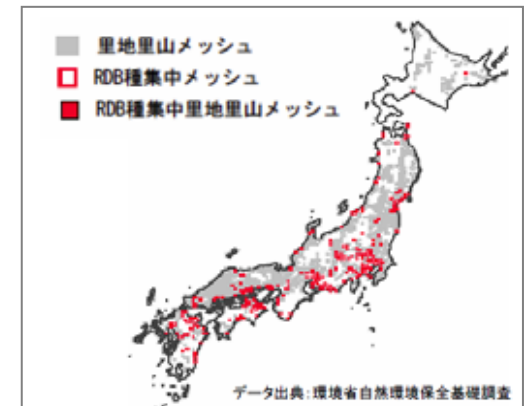 里地里山メッシュ
RDB種集中メッシュ
RDB種集中里地里山メッシュ
データ出典:環境省自然環境保全基礎調査